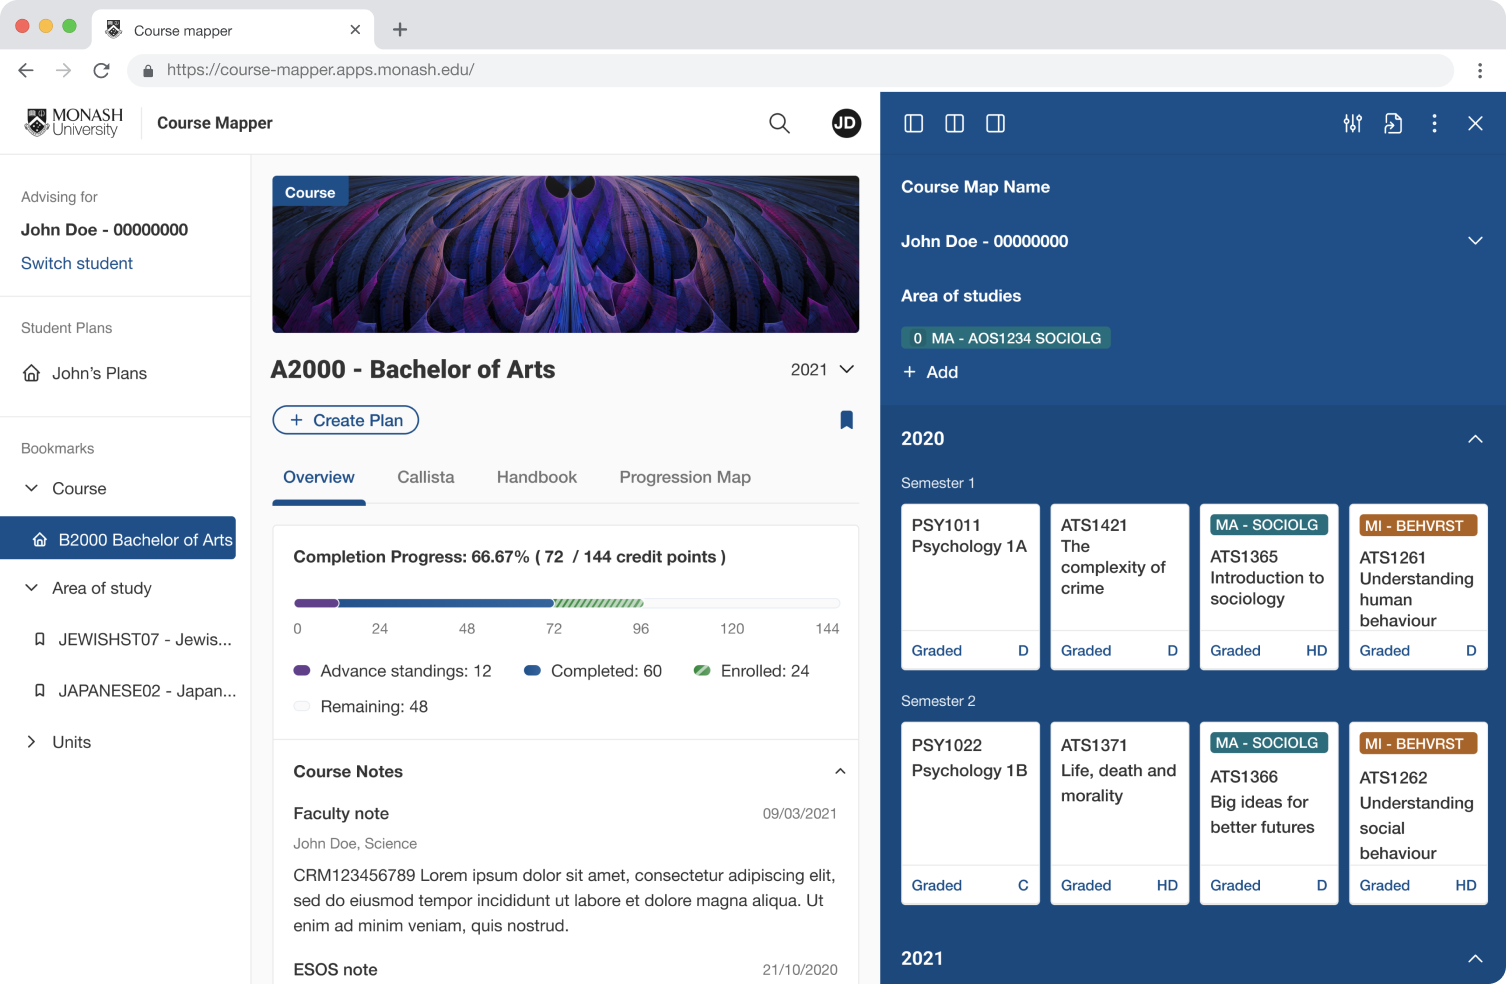 Course mapper
https://course-mapper.apps.monash.edu/
MONASH
University
Course Mapper
JD
Advising for
John Doe - 00000000
Switch student
Student Plans
John’s Plans
Bookmarks
Course
B2000 Bachelor of Arts
Area of study
JEWISHST07 - Jewis...
JAPANESE02 - Japan...
Units
Course
A2000 - Bachelor of Arts
2021
+ Create Plan
Overview Callista Handbook Progression Map
Completion Progress: 66.67% ( 72 / 144 credit points )
0 24 48 72 96 120 144
Advance standings: 12 Completed: 60 Enrolled: 24
Remaining: 48
Course Notes
Faculty note 09/03/2021
John Doe, Science
CRM123456789 Lorem ipsum dolor sit amet, consectetur adipiscing elit,
sed do eiusmod tempor incididunt ut labore et dolore magna aliqua. Ut
enim ad minim veniam, quis nostrud.
ESOS note 21/10/2020
Course Map Name
John Doe - 00000000
Area of studies
0 MA - AOS1234 SOCIOLG
+ Add
2020
Semester 1
PSY1011
Psychology 1A
Graded D
ATS1421
The
complexity of
crime
Graded D
MA - SOCIOLG
ATS1365
Introduction to
sociology
Graded HD
MI - BEHVRST
ATS1261
Understanding
human
behaviour
Graded D
Semester 2
PSY1022
Psychology 1B
Graded C
ATS1371
Life, death and
morality
Graded HD
MA - SOCIOLG
ATS1366
Big ideas for
better futures
Graded D
MI - BEHVRST
ATS1262
Understanding
social
behaviour
Graded HD
2021